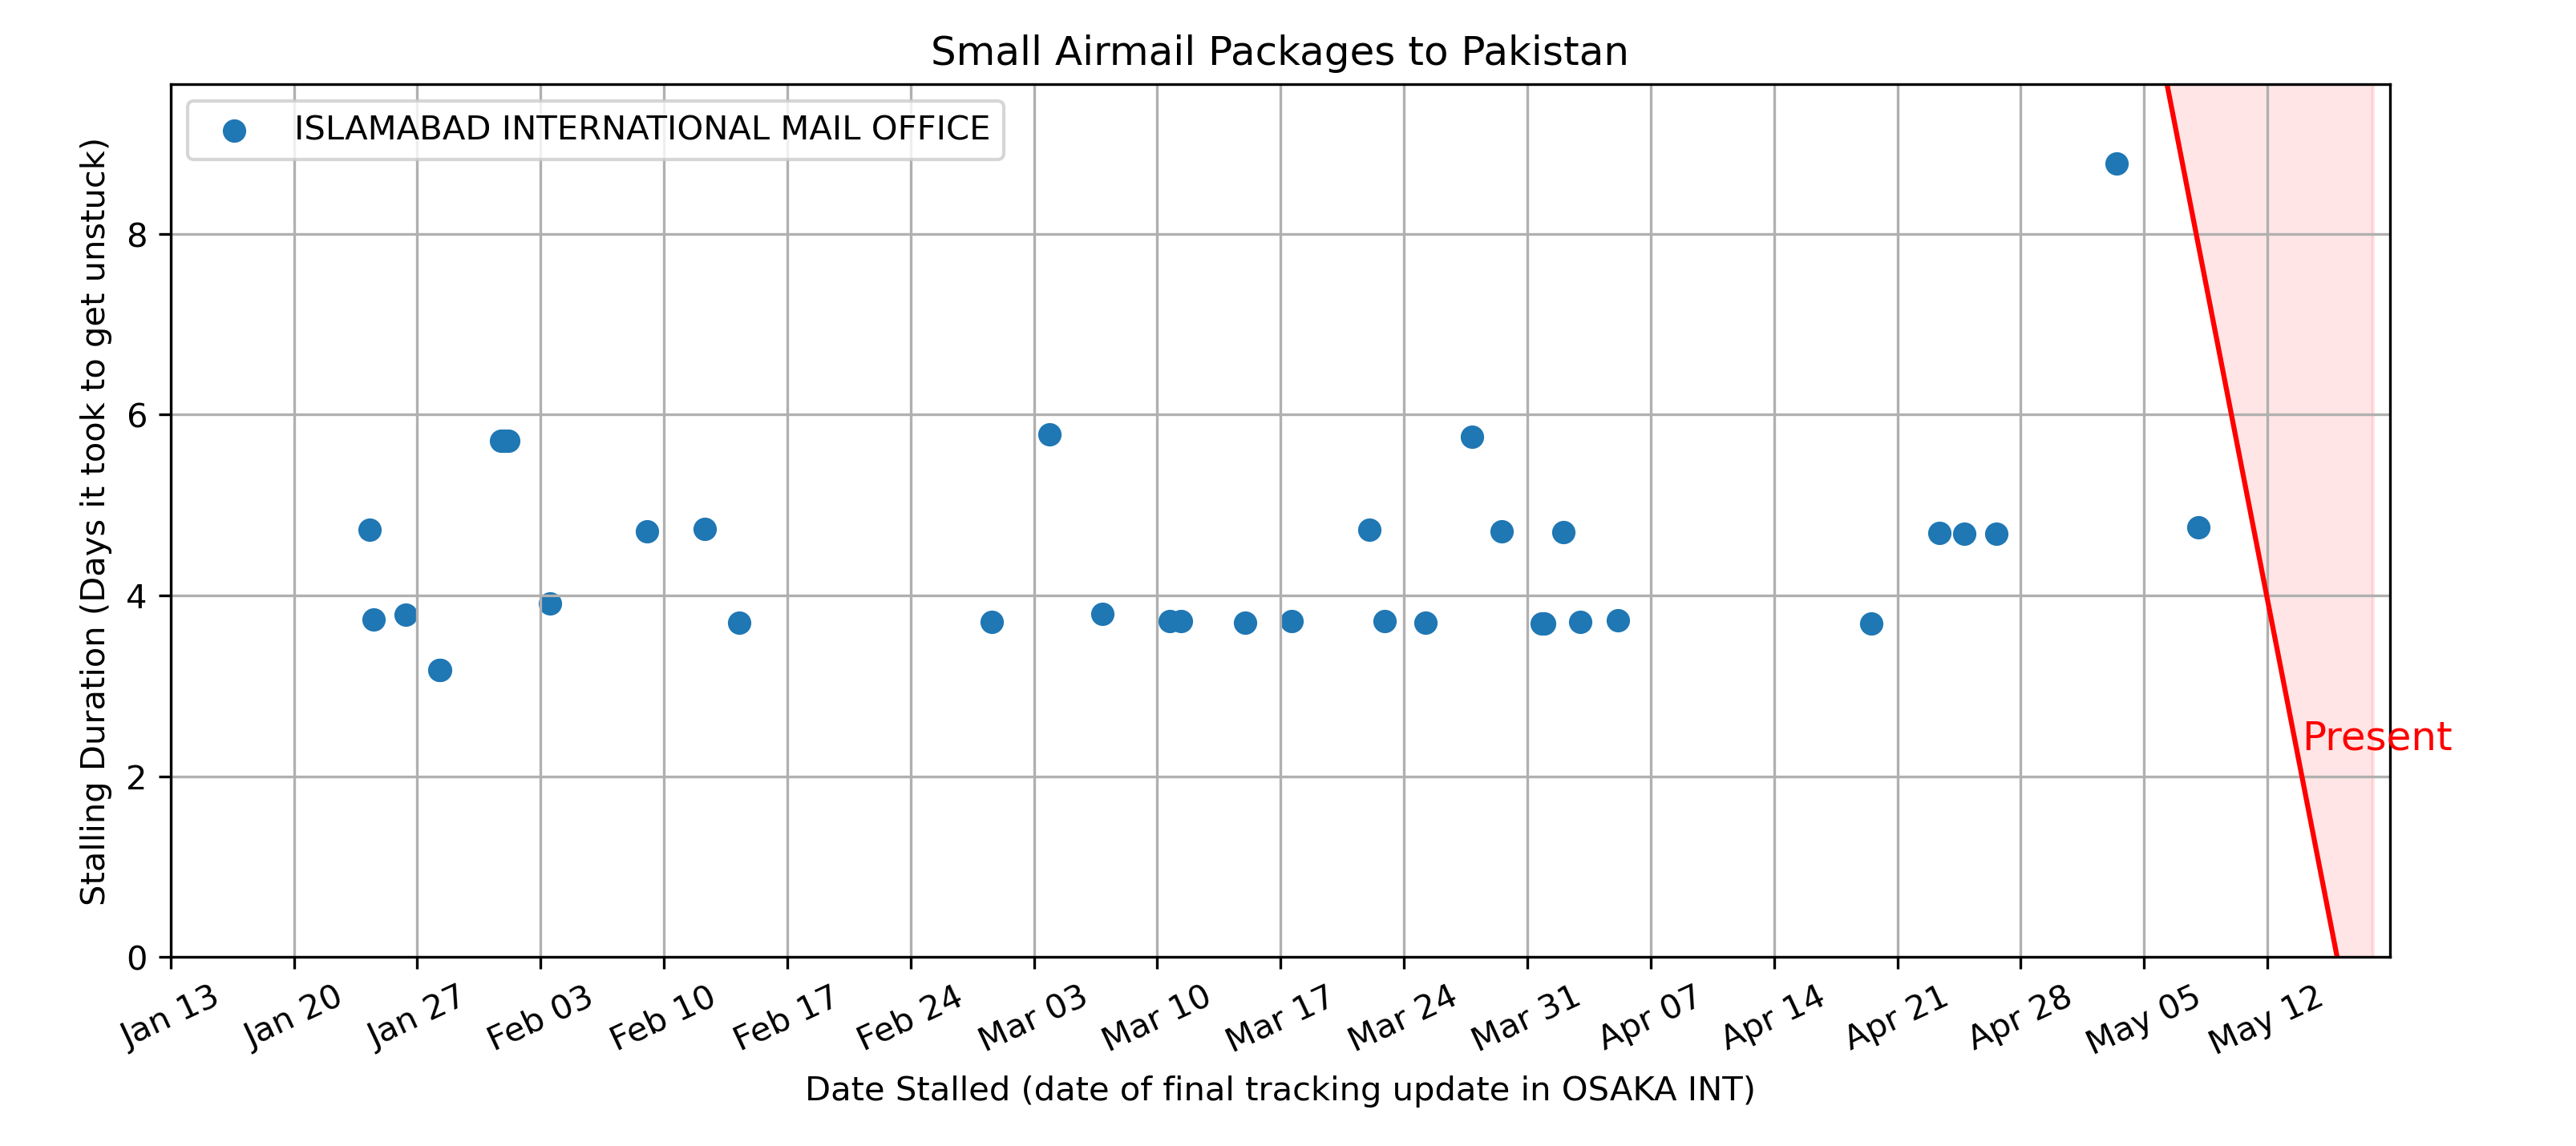 Small Airmail Packages to Pakistan
ISLAMABAD INTERNATIONAL MAIL OFFICE
Stalling Duration (Days it took to get unstuck)
8
6
4
2
0
Present
Jan 13 Jan 20 Jan 27 Feb 03 Feb 10 Feb 17 Feb 24 Mar 03 Mar 10 Mar 17 Mar 24 Mar 31 Apr 07 Apr 14 Apr 21 Apr 28 May 05 May 12
Date Stalled (date of final tracking update in OSAKA INT)